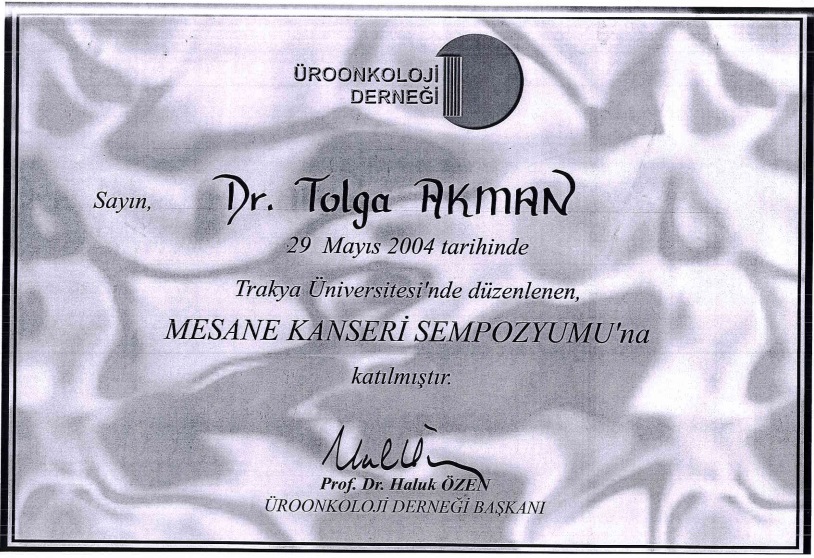 ÜROONKOLOJİ
DERNEĞİ
Sayın, Dr. Tolga AKMAN
29 Mayıs 2004 tarihinde
Trakya Üniversitesi'nde düzenlenen,
MESANE KANSERİ SEMPOZYUMU'na
katılmıştır.
Prof. Dr. Haluk ÖZEN
ÜROONKOLOJİ DERNEĞİ BAŞKANI